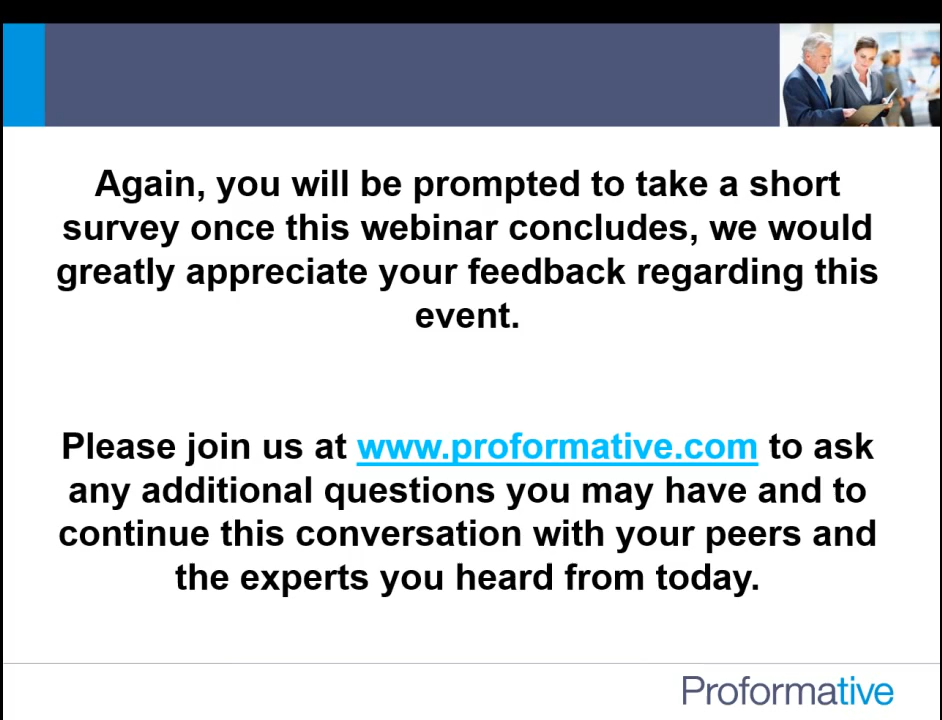 Again, you will be prompted to take a short
survey once this webinar concludes, we would
greatly appreciate your feedback regarding this
event.
Please join us at www.proformative.com to ask
any additional questions you may have and to
continue this conversation with your peers and
the experts you heard from today.
Proformative